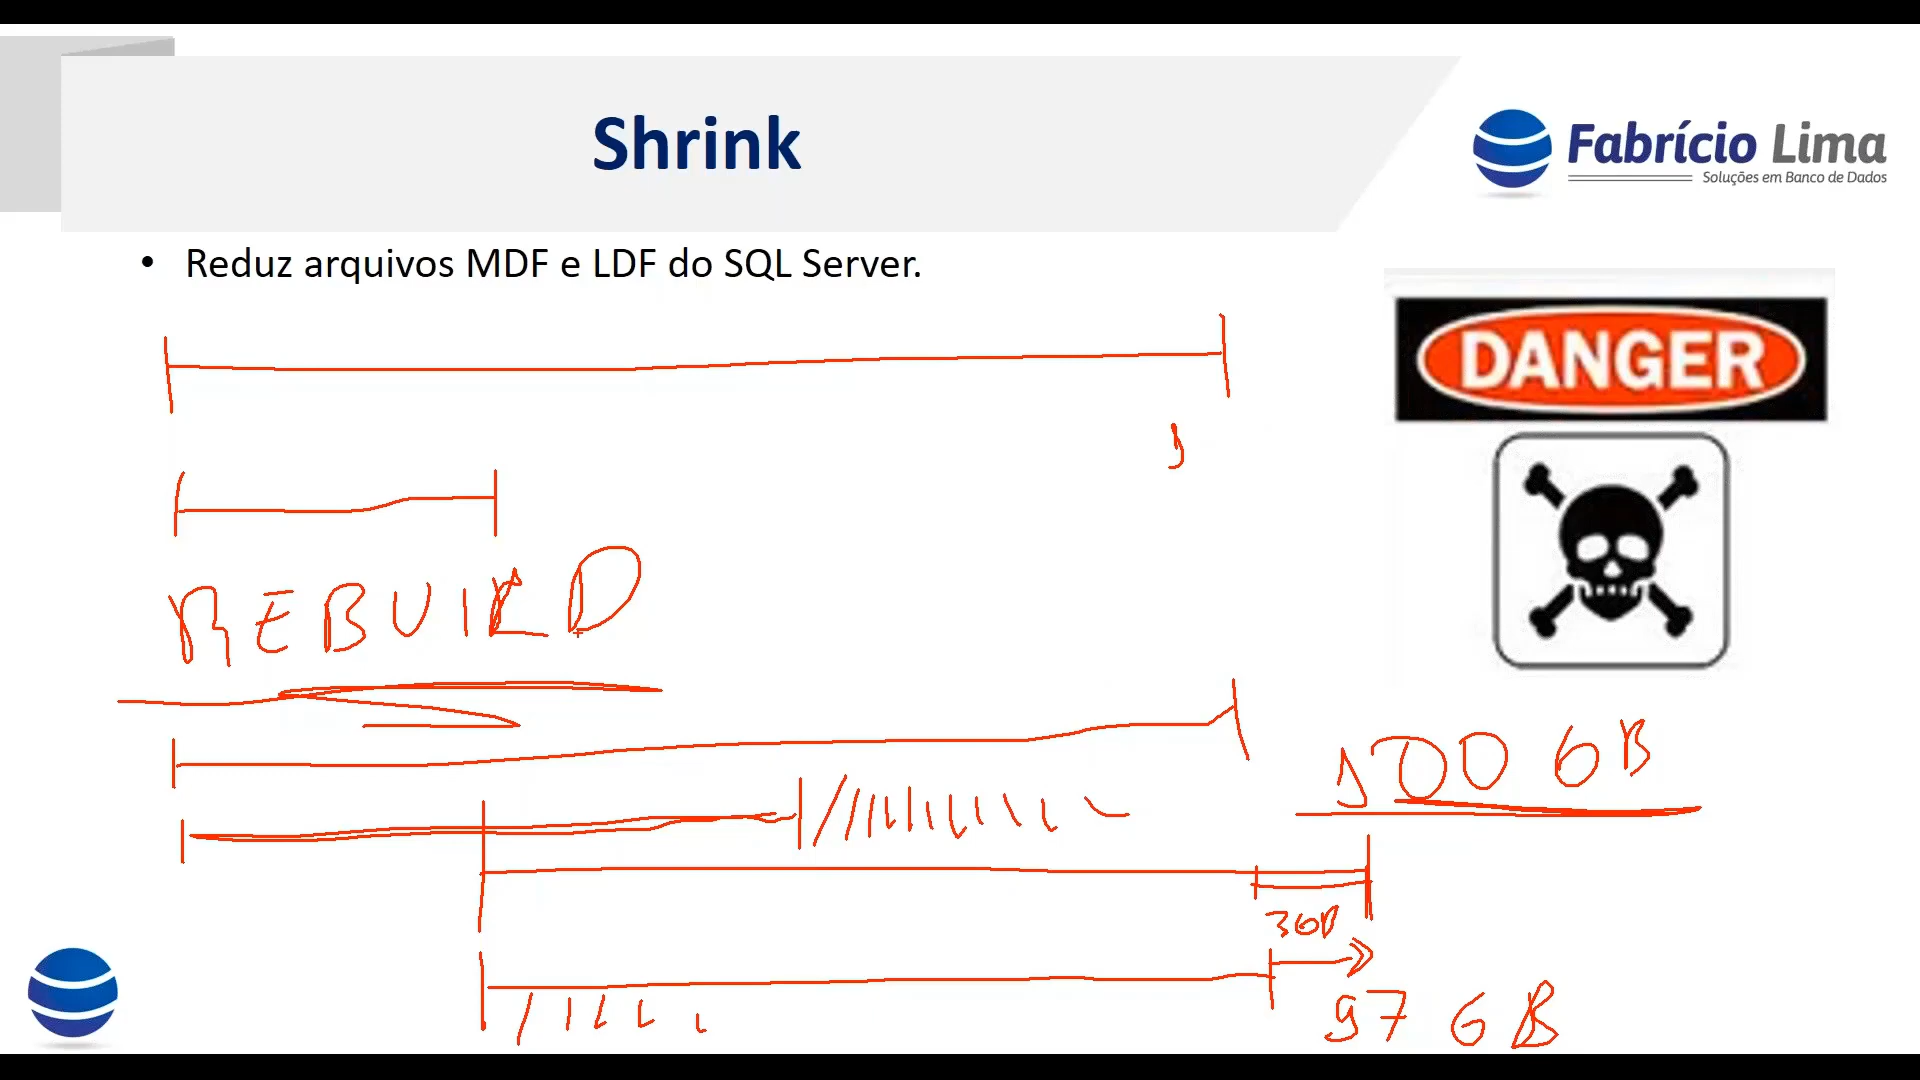 Shrink
Fabrício Lima
Soluções em Banco de Dados
• Reduz arquivos MDF e LDF do SQL Server.
DANGER
REBUILD
100 GB
3GB
97 GB